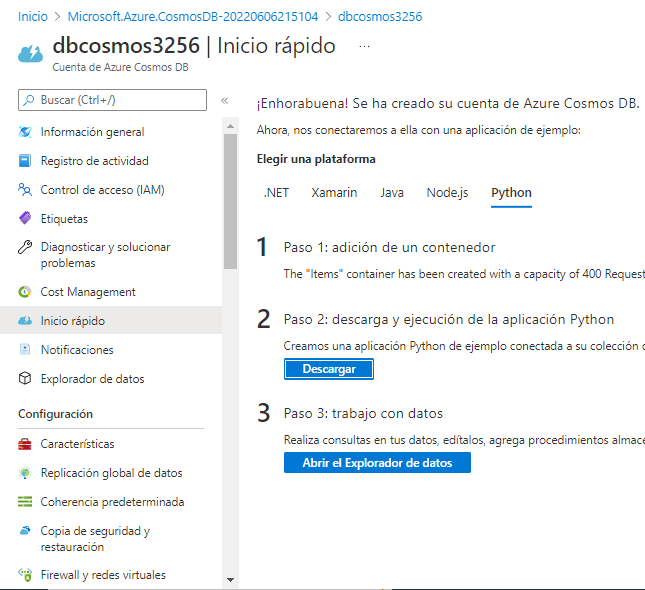 Inicio > Microsoft.Azure.CosmosDB-20220606215104 > dbcosmos3256
dbcosmos3256 | Inicio rápido ...
Cuenta de Azure Cosmos DB
Buscar (Ctrl+/) «
Información general
Registro de actividad
Control de acceso (IAM)
Etiquetas
Diagnosticar y solucionar
problemas
Cost Management
Inicio rápido
Notificaciones
Explorador de datos
Configuración
Características
Replicación global de datos
Coherencia predeterminada
Copia de seguridad y
restauración
Firewall y redes virtuales
¡Enhorabuena! Se ha creado su cuenta de Azure Cosmos DB.
Ahora, nos conectaremos a ella con una aplicación de ejemplo:
Elegir una plataforma
.NET Xamarin Java Node.js Python
1 Paso 1: adición de un contenedor
The "Items" container has been created with a capacity of 400 Request
2 Paso 2: descarga y ejecución de la aplicación Python
Creamos una aplicación Python de ejemplo conectada a su colección
Descargar
3 Paso 3: trabajo con datos
Realiza consultas en tus datos, edítalos, agrega procedimientos almace
Abrir el Explorador de datos